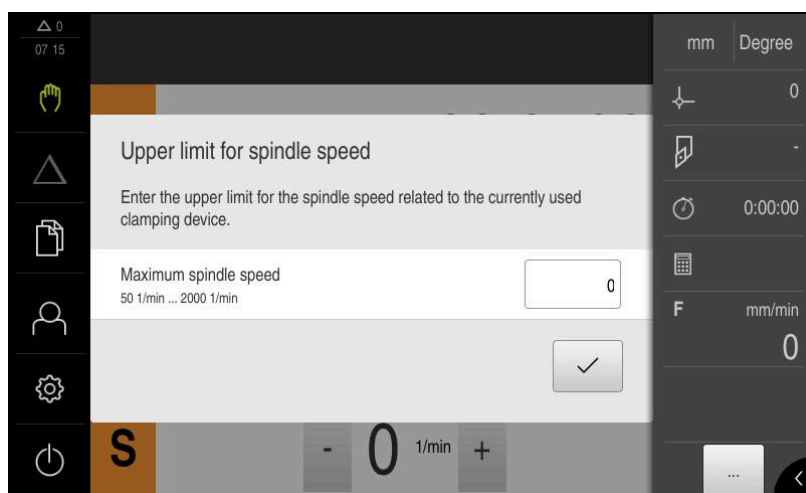 0
07 15
mm Degree
0
Upper limit for spindle speed
-
Enter the upper limit for the spindle speed related to the currently used
clamping device.
0:00:00
Maximum spindle speed
50 1/min ... 2000 1/min
0
F mm/min
0
S
- 0 1/min +
...